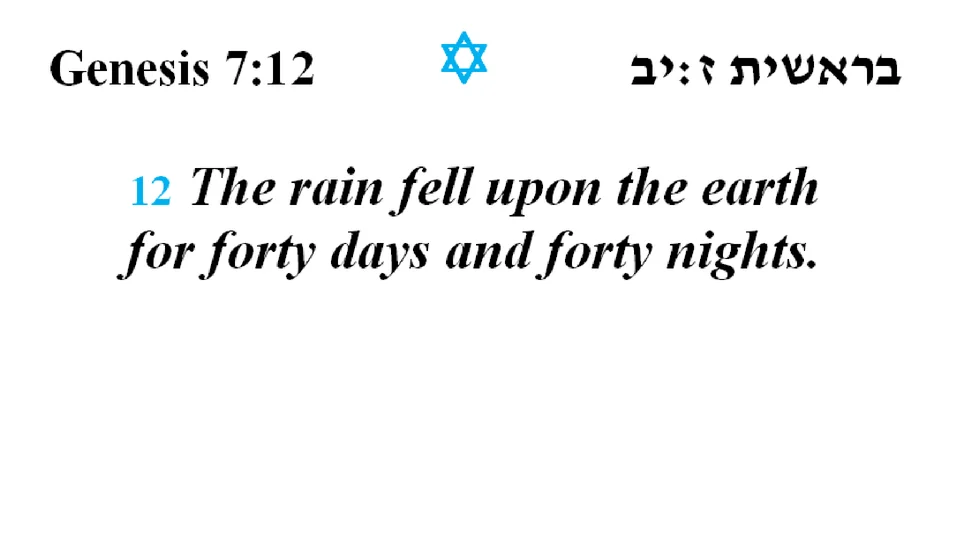 Genesis 7:12 בראשית ז:יב
12 The rain fell upon the earth
for forty days and forty nights.